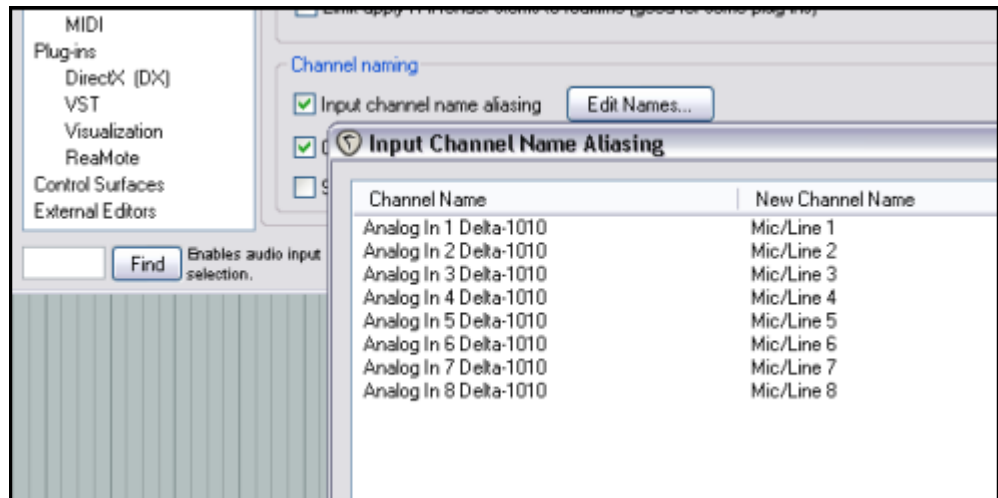 MIDI
Plug-ins
DirectX (DX)
VST
Visualization
ReaMote
Control Surfaces
External Editors
Find
Enables audio input
selection.
Channel naming
Input channel name aliasing
Edit Names...
Input Channel Name Aliasing
Channel Name New Channel Name
Analog In 1 Delta-1010 Mic/Line 1
Analog In 2 Delta-1010 Mic/Line 2
Analog In 3 Delta-1010 Mic/Line 3
Analog In 4 Delta-1010 Mic/Line 4
Analog In 5 Delta-1010 Mic/Line 5
Analog In 6 Delta-1010 Mic/Line 6
Analog In 7 Delta-1010 Mic/Line 7
Analog In 8 Delta-1010 Mic/Line 8